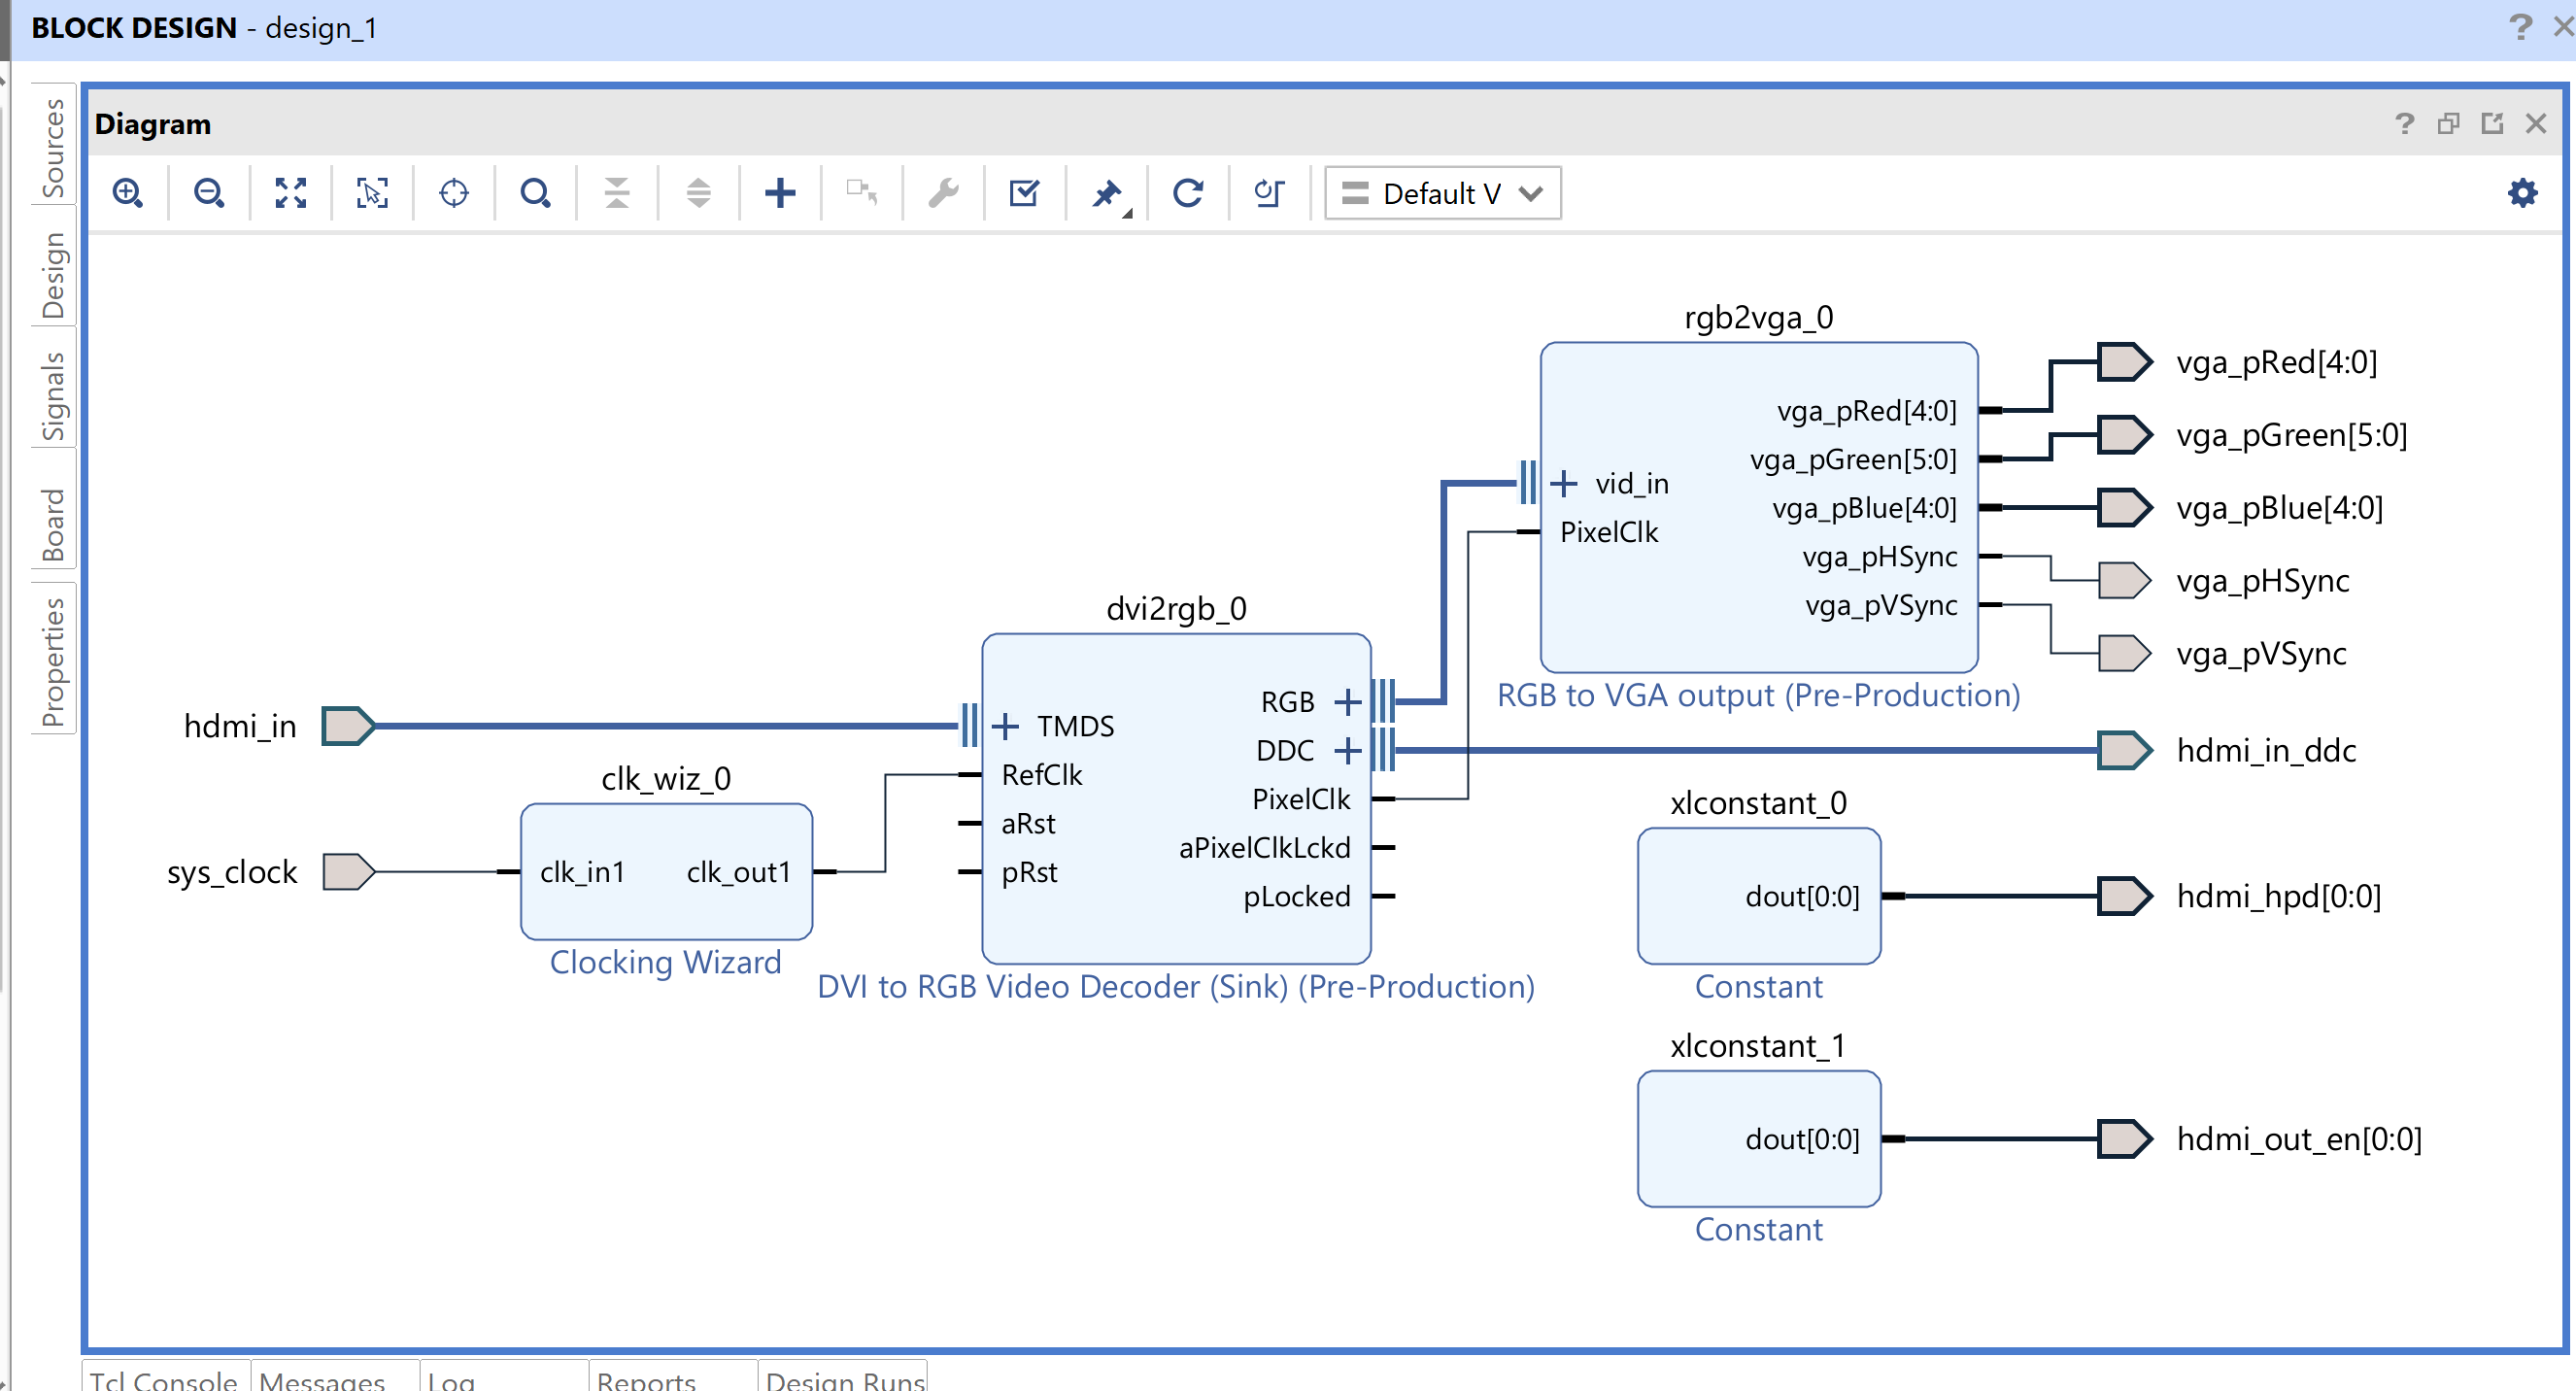 BLOCK DESIGN - design_1
Diagram
Default V
Sources
Design
Signals
Board
Properties
rgb2vga_0
vga_pRed[4:0]
vga_pGreen[5:0]
vga_pBlue[4:0]
vga_pHSync
vga_pVSync
vid_in
PixelClk
RGB to VGA output (Pre-Production)
vga_pRed[4:0]
vga_pGreen[5:0]
vga_pBlue[4:0]
vga_pHSync
vga_pVSync
hdmi_in
sys_clock
clk_wiz_0
clk_in1
clk_out1
Clocking Wizard
dvi2rgb_0
TMDS
RefClk
aRst
pRst
RGB
DDC
PixelClk
aPixelClkLckd
pLocked
DVI to RGB Video Decoder (Sink) (Pre-Production)
hdmi_in_ddc
xlconstant_0
dout[0:0]
Constant
hdmi_hpd[0:0]
xlconstant_1
dout[0:0]
Constant
hdmi_out_en[0:0]
Tcl Console
Messages
Log
Reports
Design Runs